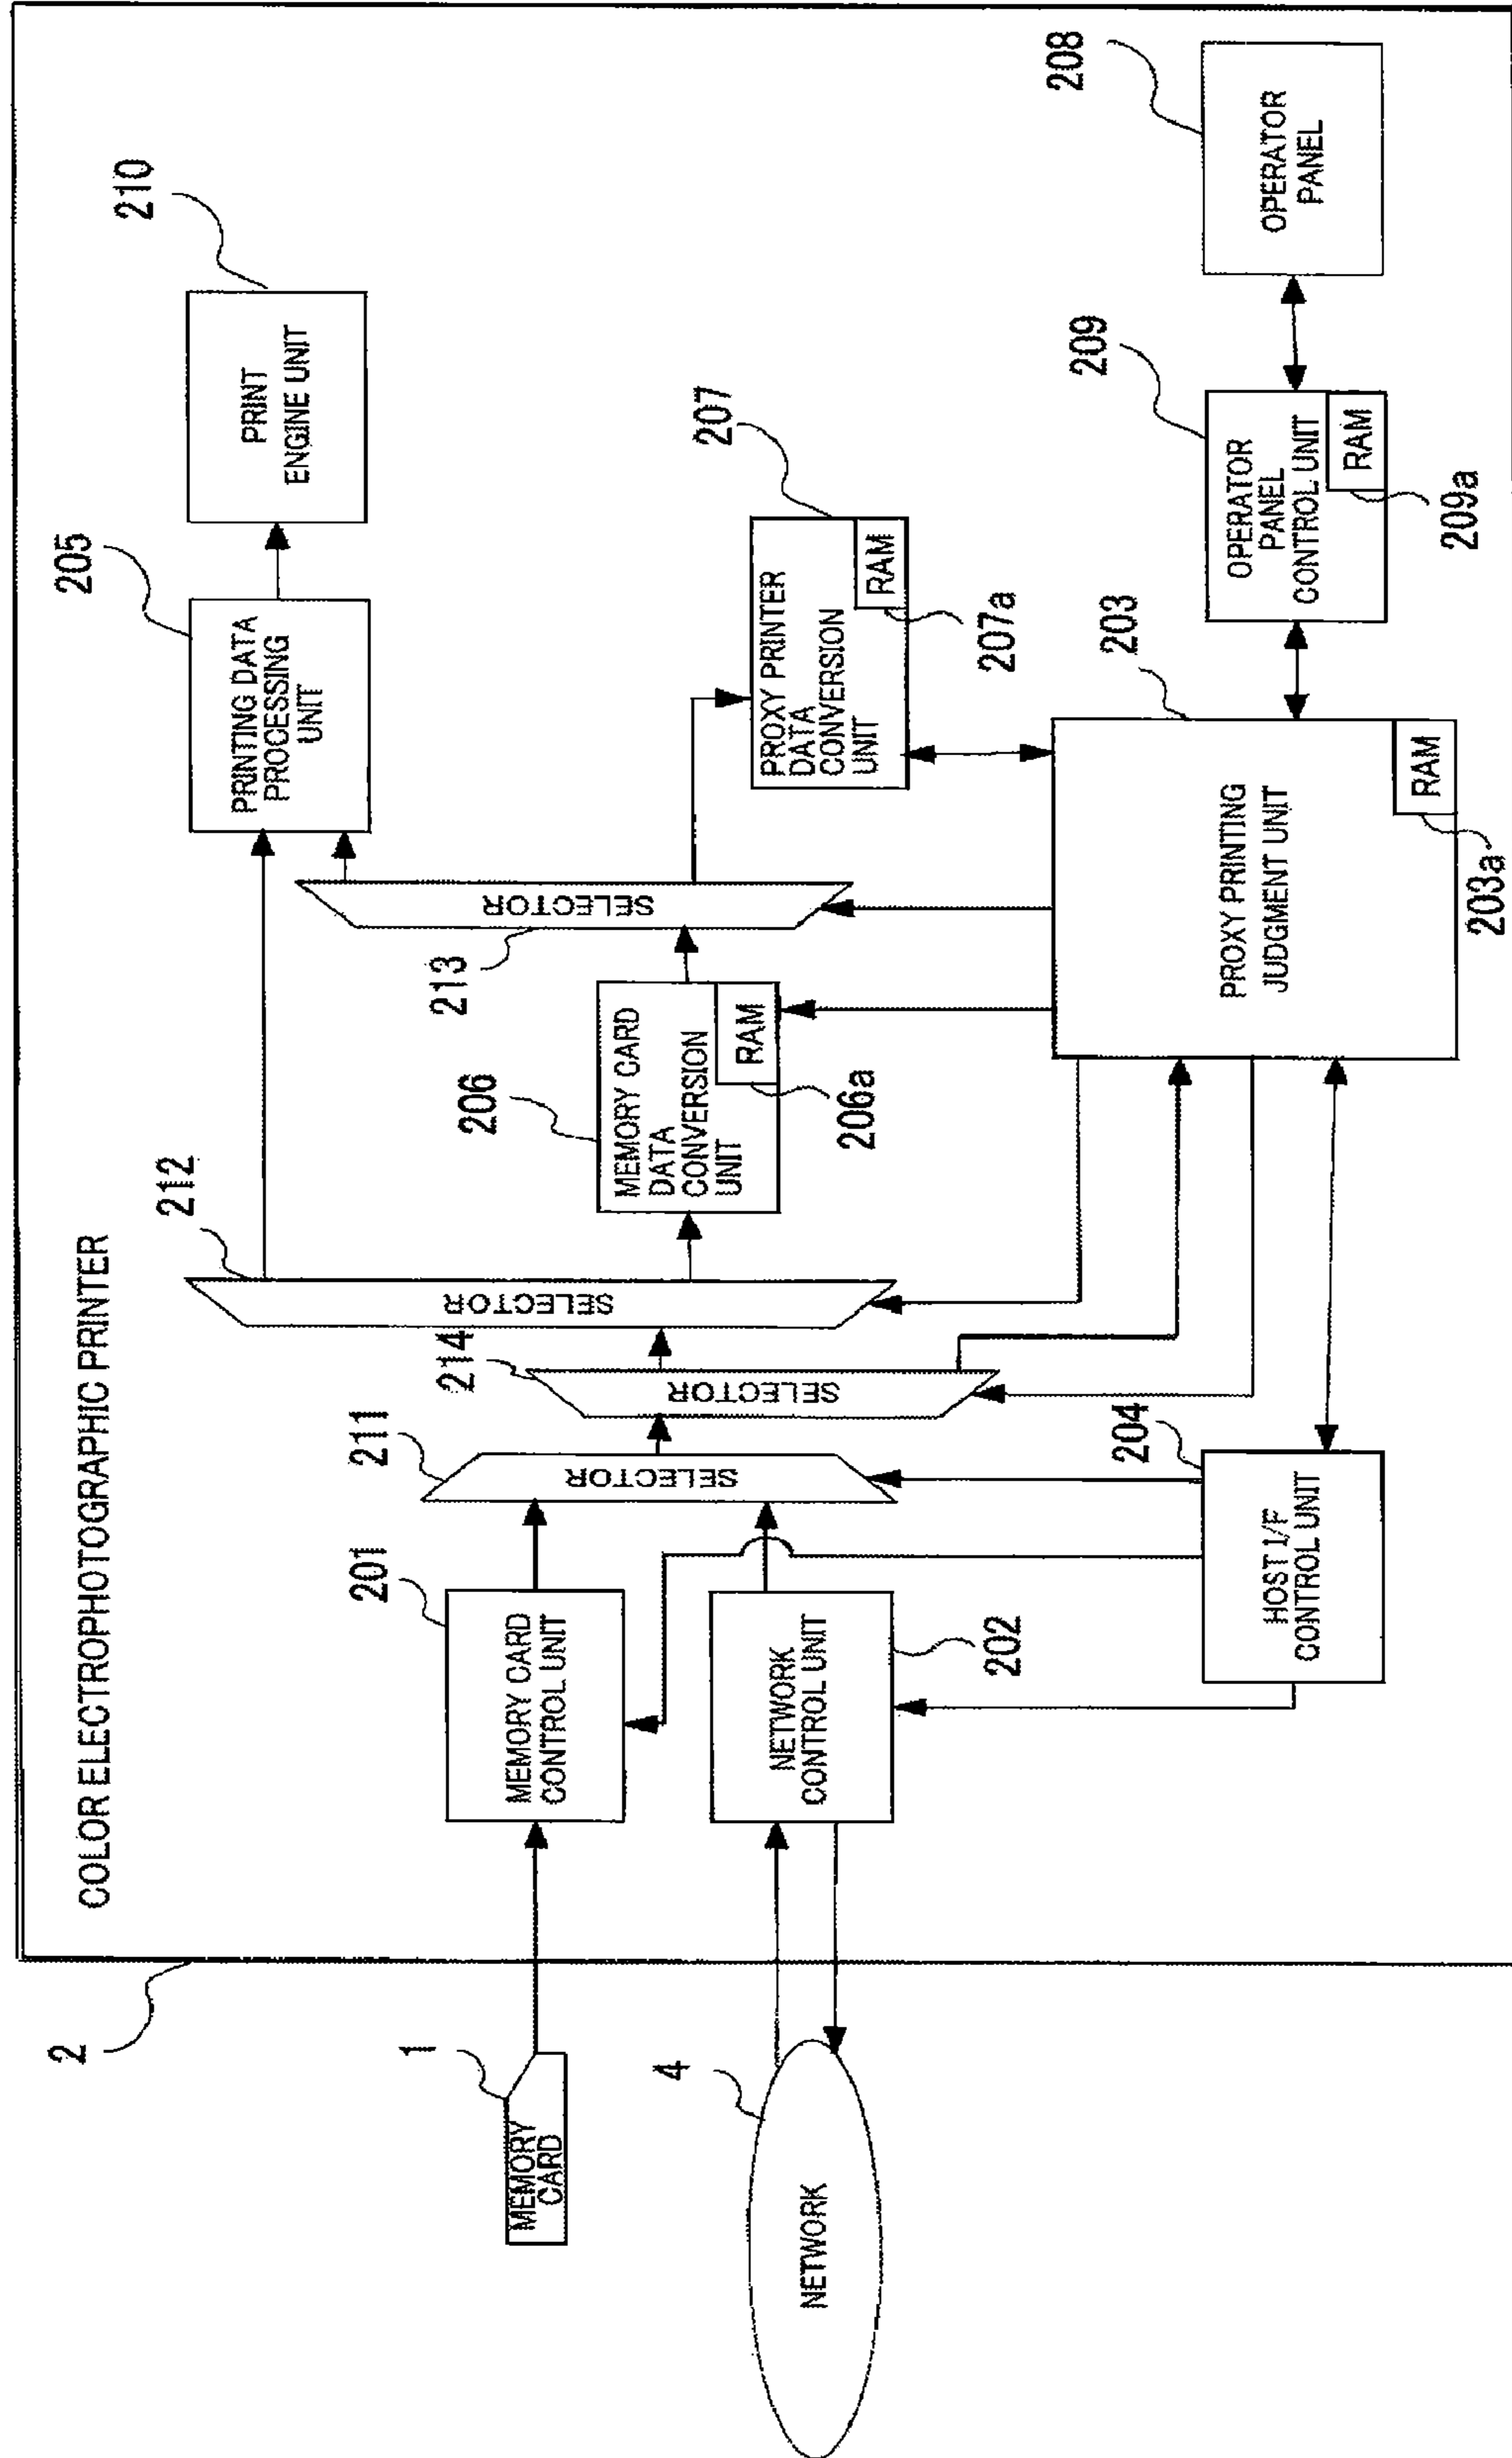 COLOR ELECTROPHOTOGRAPHIC PRINTER
2
1
MEMORY
CARD
4
NETWORK
201
MEMORY CARD
CONTROL UNIT
NETWORK
CONTROL UNIT
202
211
SELECTOR
214
SELECTOR
212
SELECTOR
204
HOST I/F
CONTROL UNIT
206
MEMORY CARD
DATA
CONVERSION
UNIT
RAM
206a
213
SELECTOR
205
PRINTING DATA
PROCESSING
UNIT
210
PRINT
ENGINE UNIT
207
PROXY PRINTER
DATA
CONVERSION
UNIT
RAM
207a
203
PROXY PRINTING
JUDGMENT UNIT
RAM
203a
209
OPERATOR
PANEL
CONTROL UNIT
RAM
209a
208
OPERATOR
PANEL